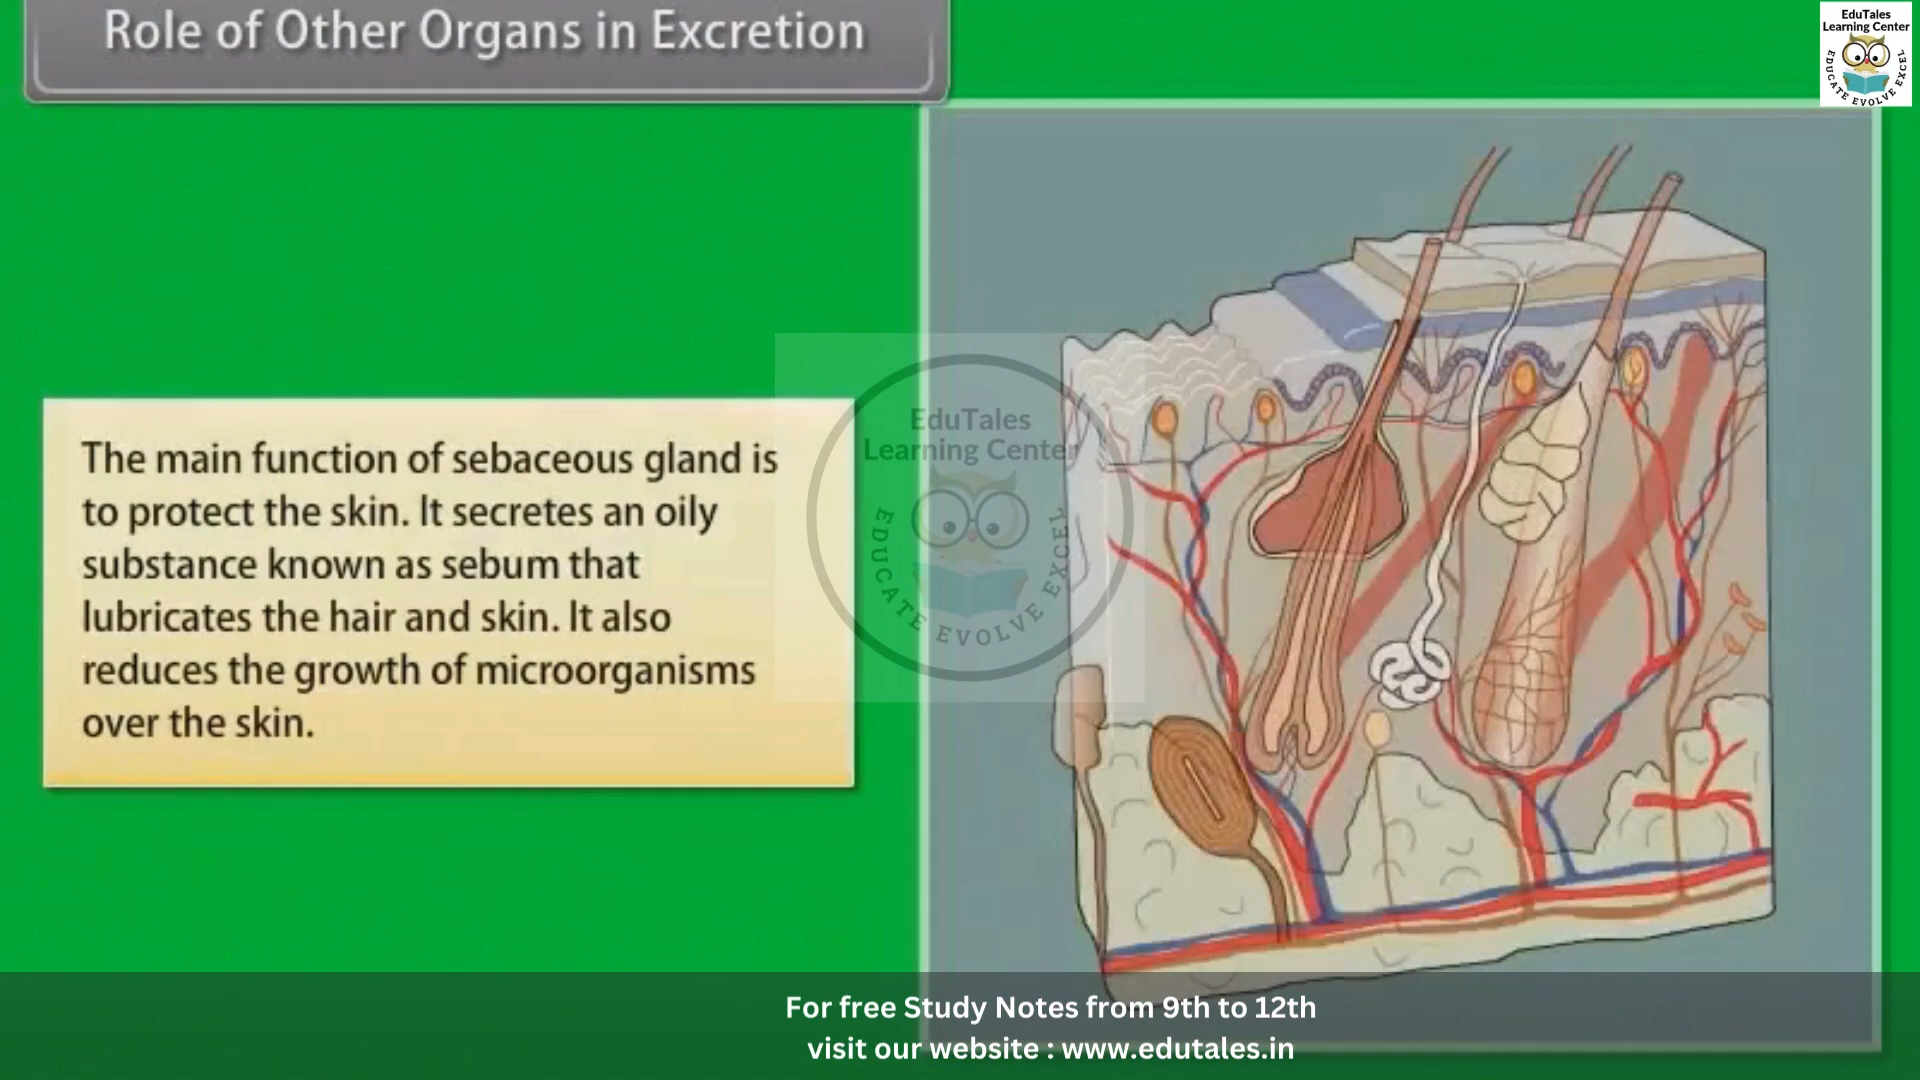 Role of Other Organs in Excretion
EduTales
Learning Center
EDUCATE EVOLVE EXCEL
The main function of sebaceous gland is
to protect the skin. It secretes an oily
substance known as sebum that
lubricates the hair and skin. It also
reduces the growth of microorganisms
over the skin.
EduTales
Learning Center
EDUCATE EVOLVE EXCEL
For free Study Notes from 9th to 12th
visit our website : www.edutales.in